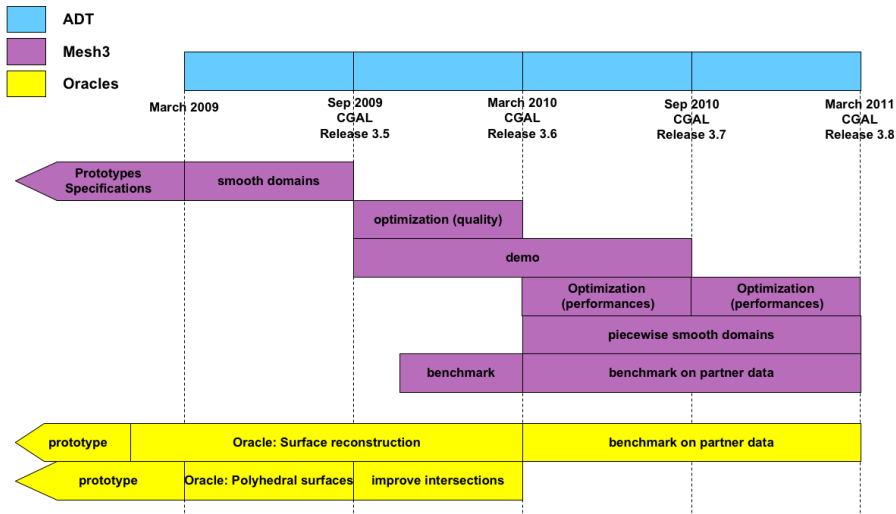 ADT
Mesh3
Oracles
March 2009
Sep 2009
CGAL
Release 3.5
March 2010
CGAL
Release 3.6
Sep 2010
CGAL
Release 3.7
March 2011
CGAL
Release 3.8
Prototypes
Specifications
smooth domains
optimization (quality)
demo
Optimization
(performances)
Optimization
(performances)
piecewise smooth domains
benchmark
benchmark on partner data
prototype
Oracle: Surface reconstruction
benchmark on partner data
prototype
Oracle: Polyhedral surfaces
improve intersections